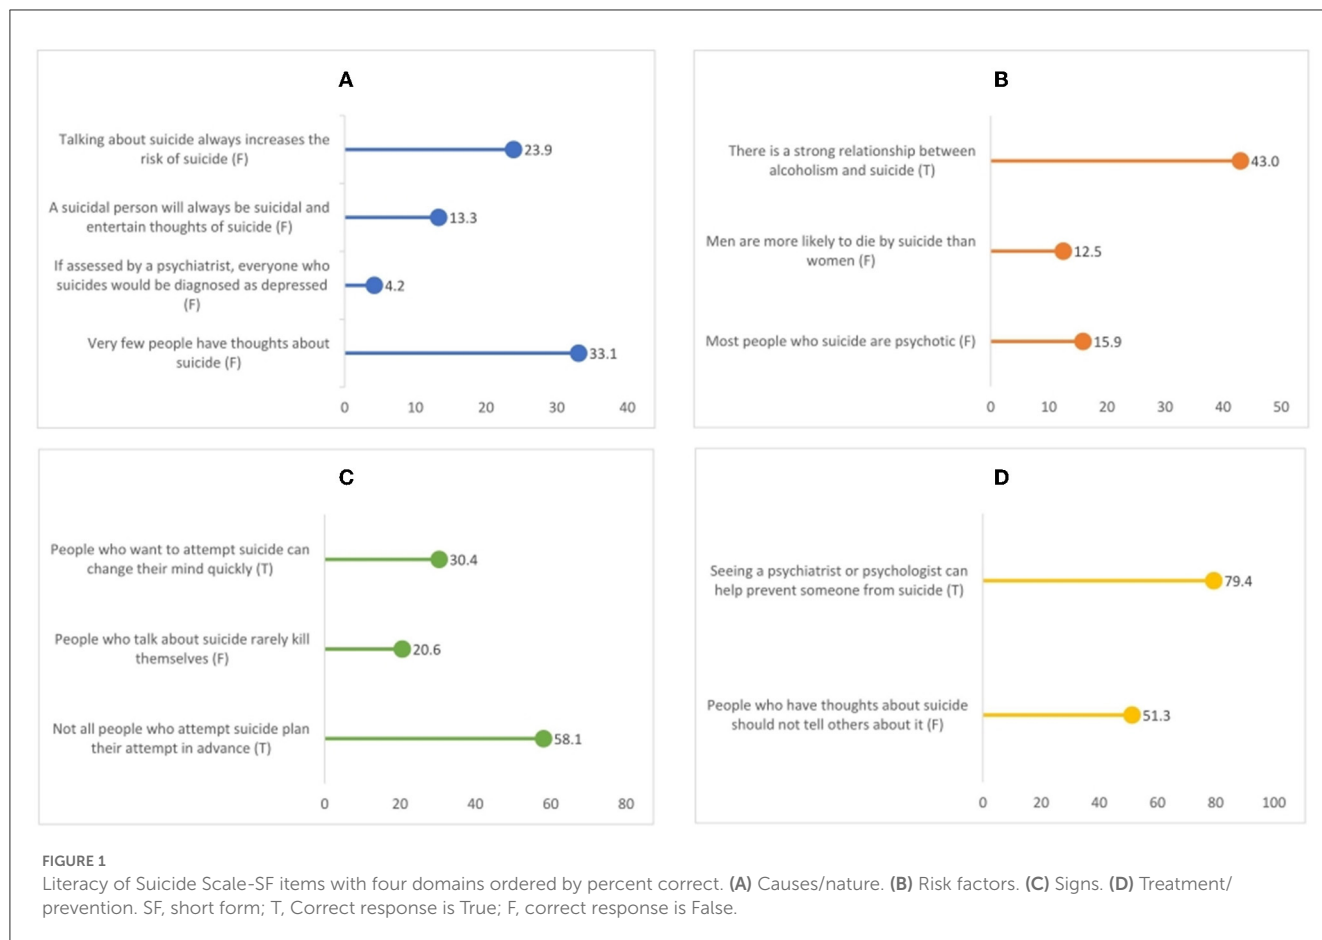 A
Talking about suicide always increases the
risk of suicide (F)
23.9
A suicidal person will always be suicidal and
entertain thoughts of suicide (F)
13.3
If assessed by a psychiatrist, everyone who
suicides would be diagnosed as depressed
(F)
4.2
Very few people have thoughts about
suicide (F)
33.1
0 10 20 30 40
B
There is a strong relationship between
alcoholism and suicide (T)
43.0
Men are more likely to die by suicide than
women (F)
12.5
Most people who suicide are psychotic (F)
15.9
0 10 20 30 40 50
C
People who want to attempt suicide can
change their mind quickly (T)
30.4
People who talk about suicide rarely kill
themselves (F)
20.6
Not all people who attempt suicide plan
their attempt in advance (T)
58.1
0 20 40 60 80
D
Seeing a psychiatrist or psychologist can
help prevent someone from suicide (T)
79.4
People who have thoughts about suicide
should not tell others about it (F)
51.3
0 20 40 60 80 100
FIGURE 1
Literacy of Suicide Scale-SF items with four domains ordered by percent correct. (A) Causes/nature. (B) Risk factors. (C) Signs. (D) Treatment/
prevention. SF, short form; T, Correct response is True; F, correct response is False.